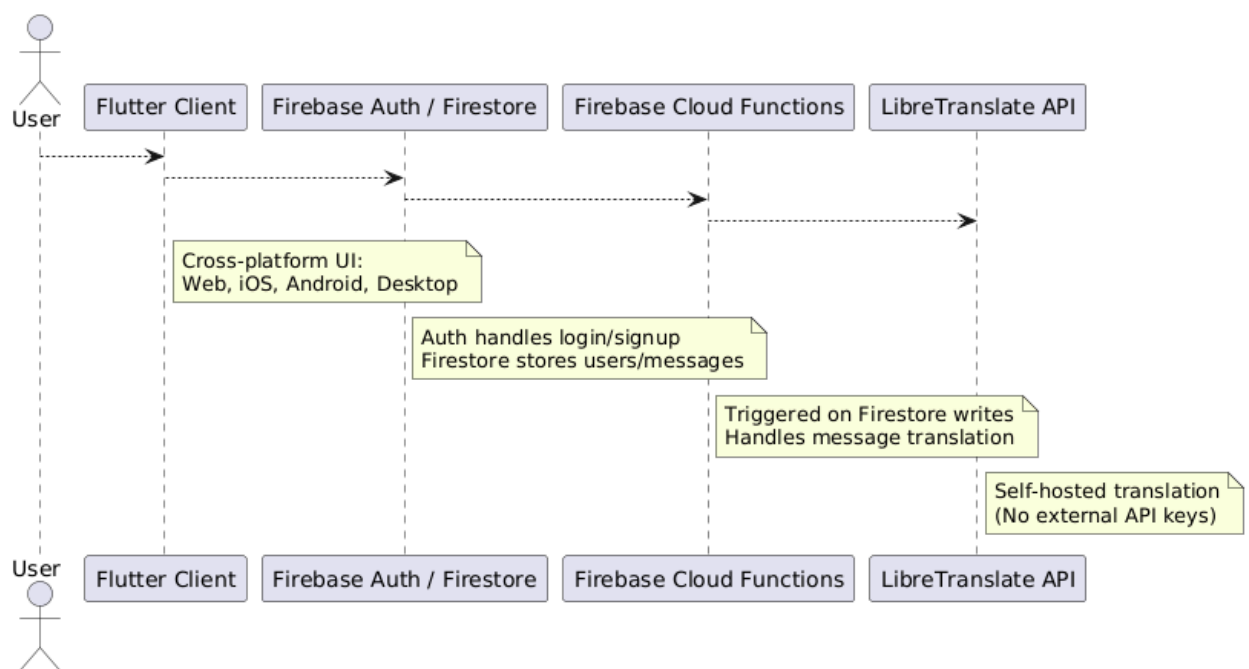 User
Flutter Client
Firebase Auth / Firestore
Firebase Cloud Functions
LibreTranslate API
Cross-platform UI:
Web, iOS, Android, Desktop
Auth handles login/signup
Firestore stores users/messages
Triggered on Firestore writes
Handles message translation
Self-hosted translation
(No external API keys)
User
Flutter Client
Firebase Auth / Firestore
Firebase Cloud Functions
LibreTranslate API